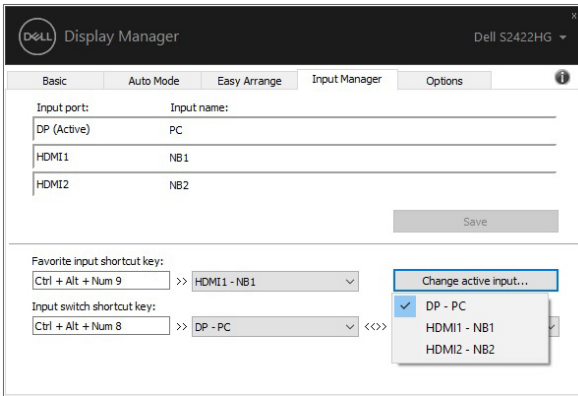 DELL Display Manager Dell S2422HG
Basic Auto Mode Easy Arrange Input Manager Options
Input port: Input name:
DP (Active) PC
HDMI1 NB1
HDMI2 NB2
Save
Favorite input shortcut key:
Ctrl + Alt + Num 9 >> HDMI1 - NB1 Change active input...
Input switch shortcut key:
Ctrl + Alt + Num 8 >> DP - PC <<>>
DP - PC
HDMI1 - NB1
HDMI2 - NB2